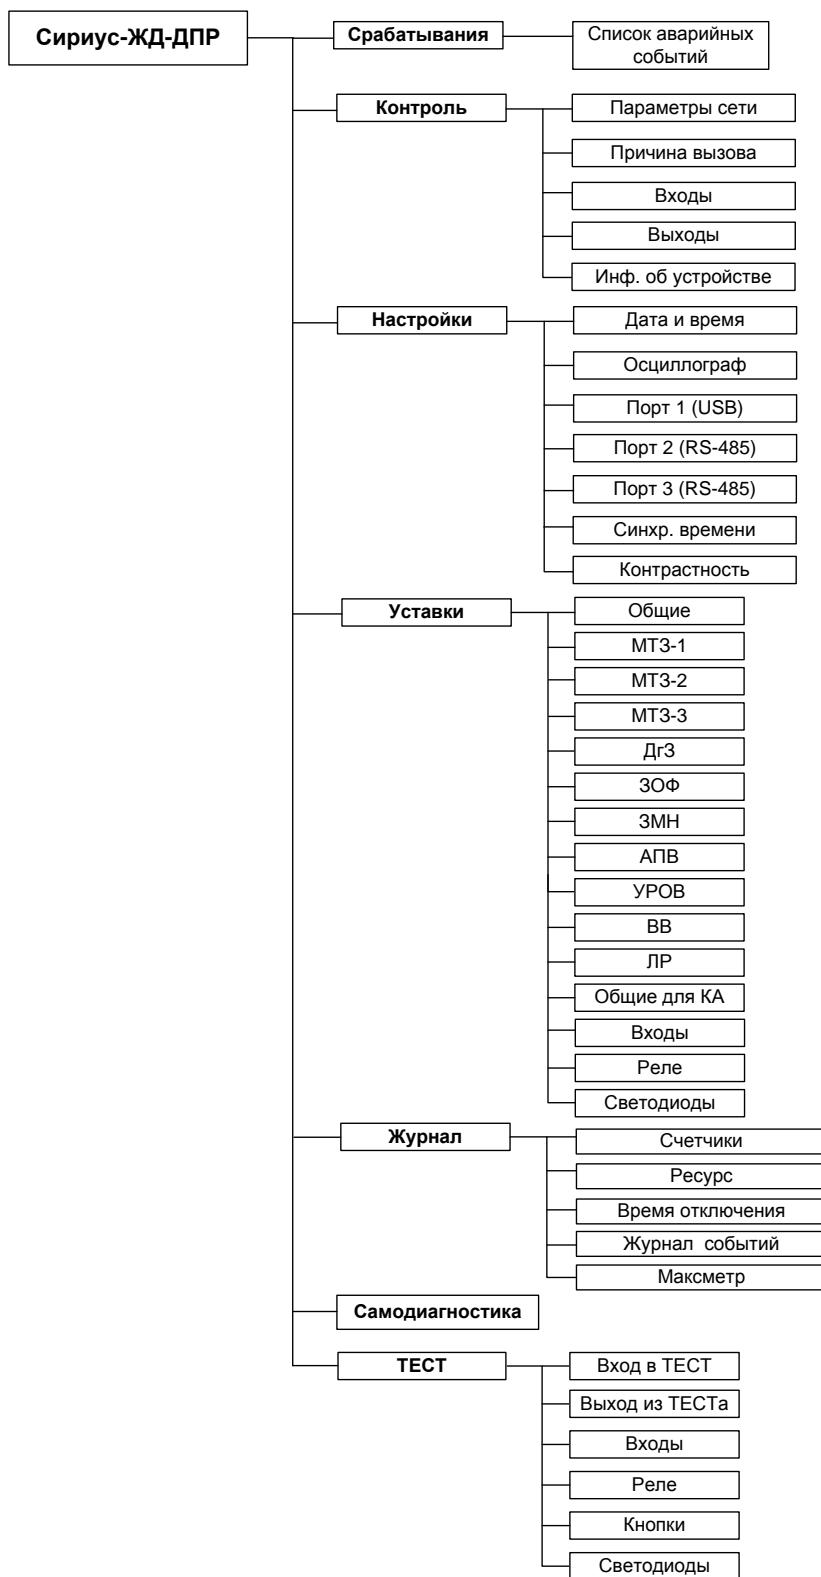 Сириус-ЖД-ДПР
Срабатывания
Список аварийных
событий
Контроль
Параметры сети
Причина вызова
Входы
Выходы
Инф. об устройстве
Настройки
Дата и время
Осциллограф
Порт 1 (USB)
Порт 2 (RS-485)
Порт 3 (RS-485)
Синхр. времени
Контрастность
Уставки
Общие
МТЗ-1
МТЗ-2
МТЗ-3
ДгЗ
ЗОФ
ЗМН
АПВ
УРОВ
ВВ
ЛР
Общие для КА
Входы
Реле
Светодиоды
Журнал
Счетчики
Ресурс
Время отключения
Журнал событий
Максметр
Самодиагностика
ТЕСТ
Вход в ТЕСТ
Выход из ТЕСТа
Входы
Реле
Кнопки
Светодиоды